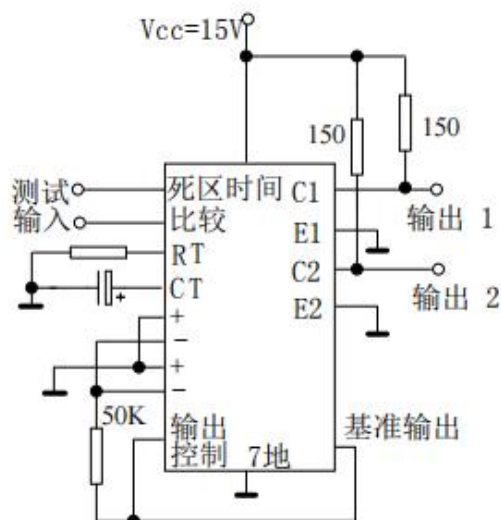 Vcc=15V
150
150
测试
死区时间
C1
输入
比较
输出 1
RT
E1
CT
C2
+
输出 2
+
E2
-
+
-
50K
输出
基准输出
控制
7地